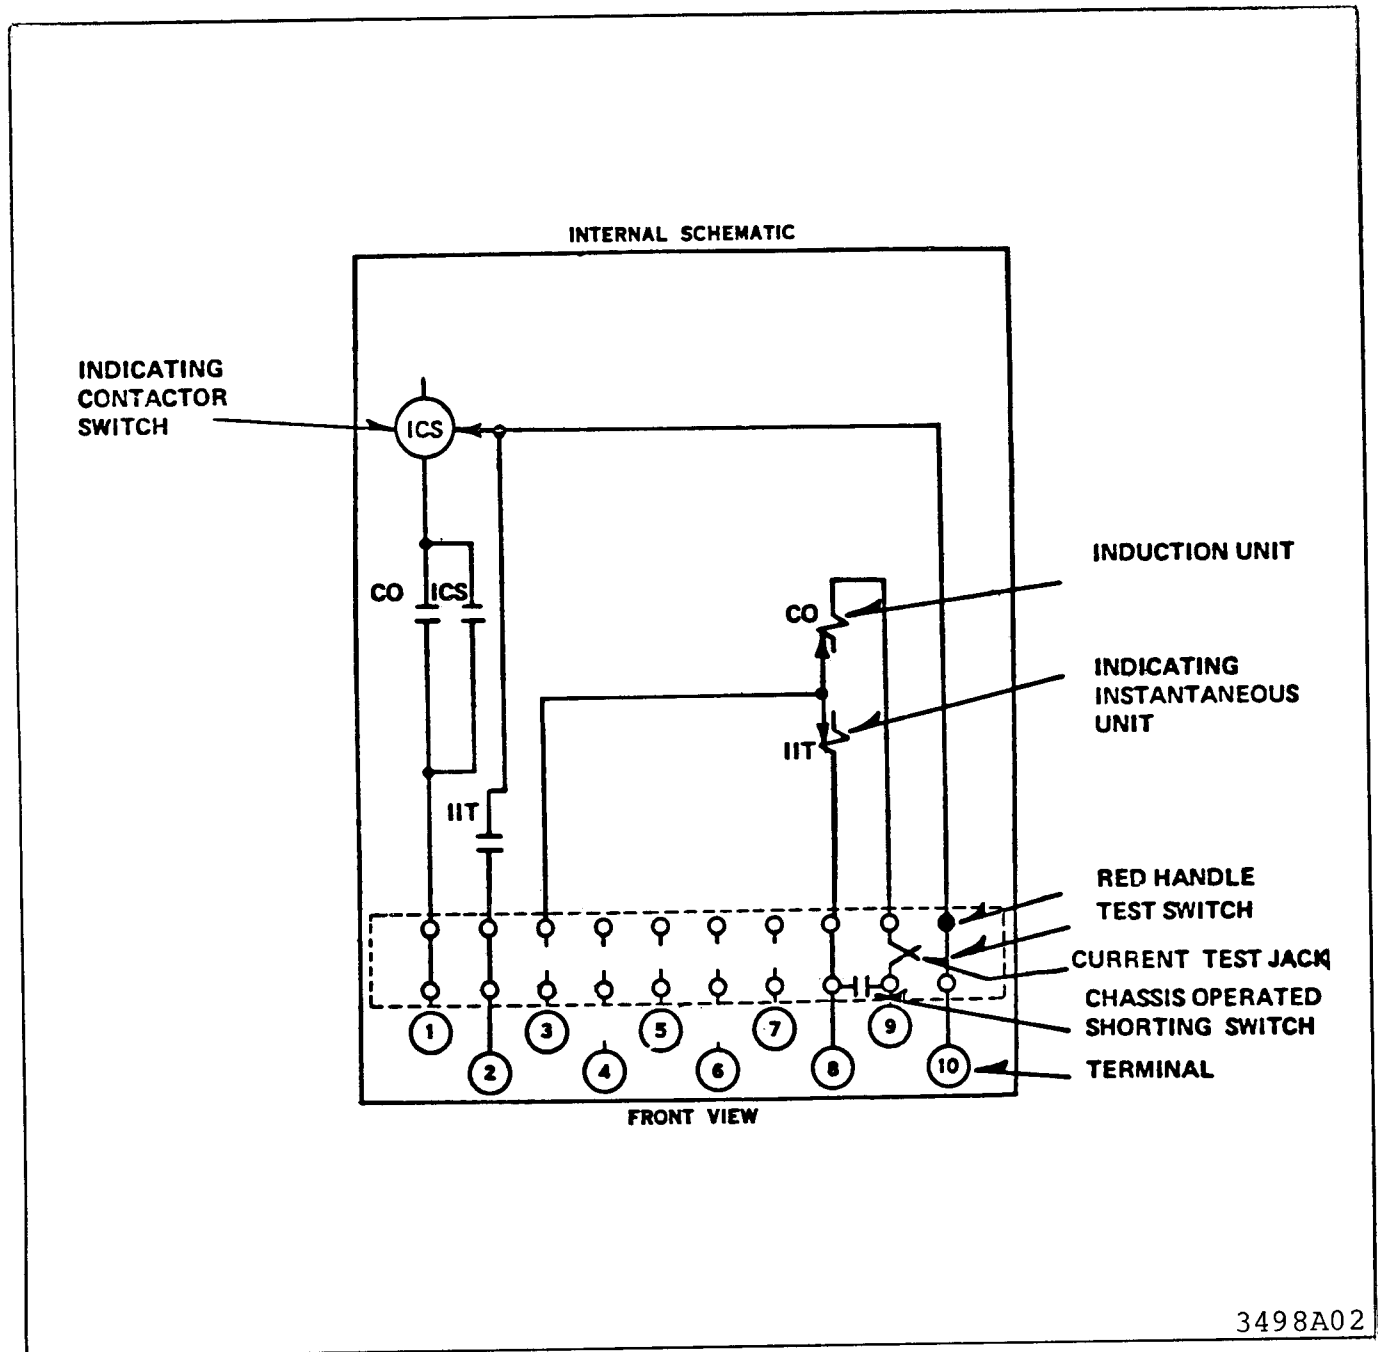 INTERNAL SCHEMATIC
INDICATING
CONTACTOR
SWITCH
ICS
CO
ICS
IIT
CO
IIT
INDUCTION UNIT
INDICATING
INSTANTANEOUS
UNIT
RED HANDLE
TEST SWITCH
CURRENT TEST JACK
CHASSIS OPERATED
SHORTING SWITCH
TERMINAL
1
2
3
4
5
6
7
8
9
10
FRONT VIEW
3498A02